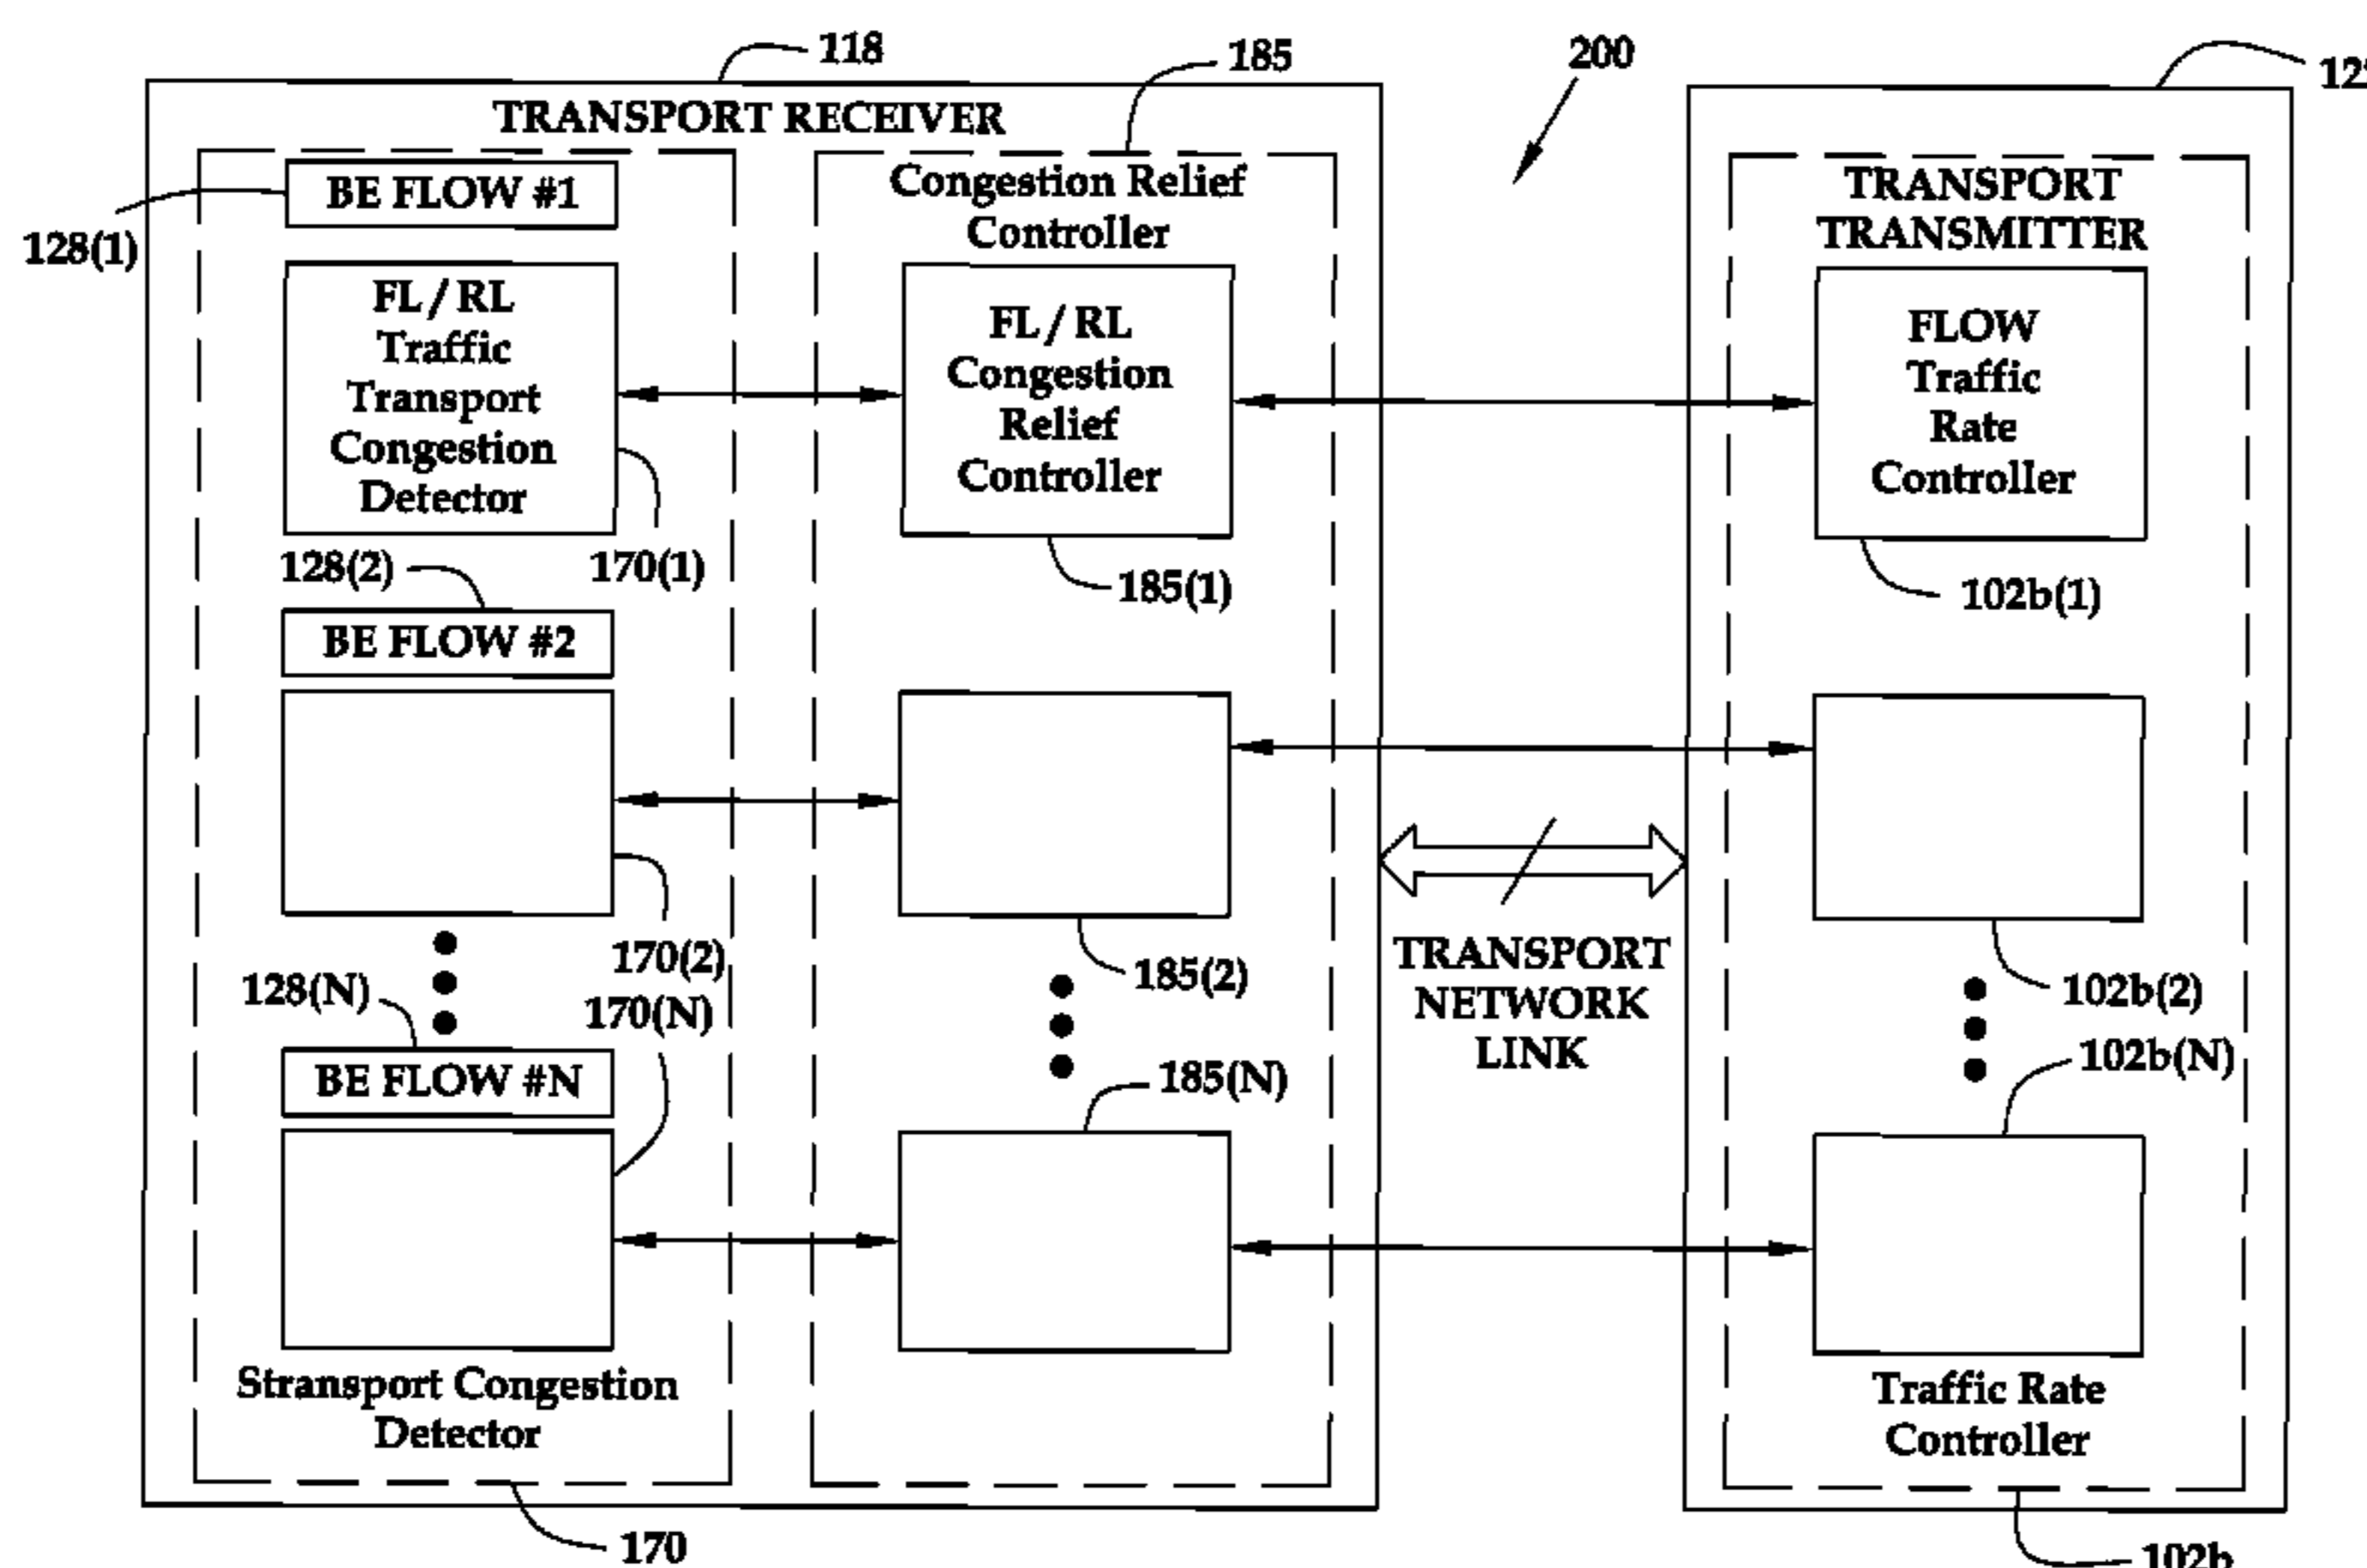 118
185
200
TRANSPORT RECEIVER
BE FLOW #1
128(1)
FL/RL
Traffic
Transport
Congestion
Detector
170(1)
Congestion Relief
Controller
FL/RL
Congestion
Relief
Controller
185(1)
TRANSPORT
TRANSMITTER
FLOW
Traffic
Rate
Controller
102b(1)
128(2)
BE FLOW #2
170(2)
185(2)
TRANSPORT
NETWORK
LINK
102b(2)
128(N)
170(N)
BE FLOW #N
185(N)
102b(N)
Stransport Congestion
Detector
170
Traffic Rate
Controller
102b